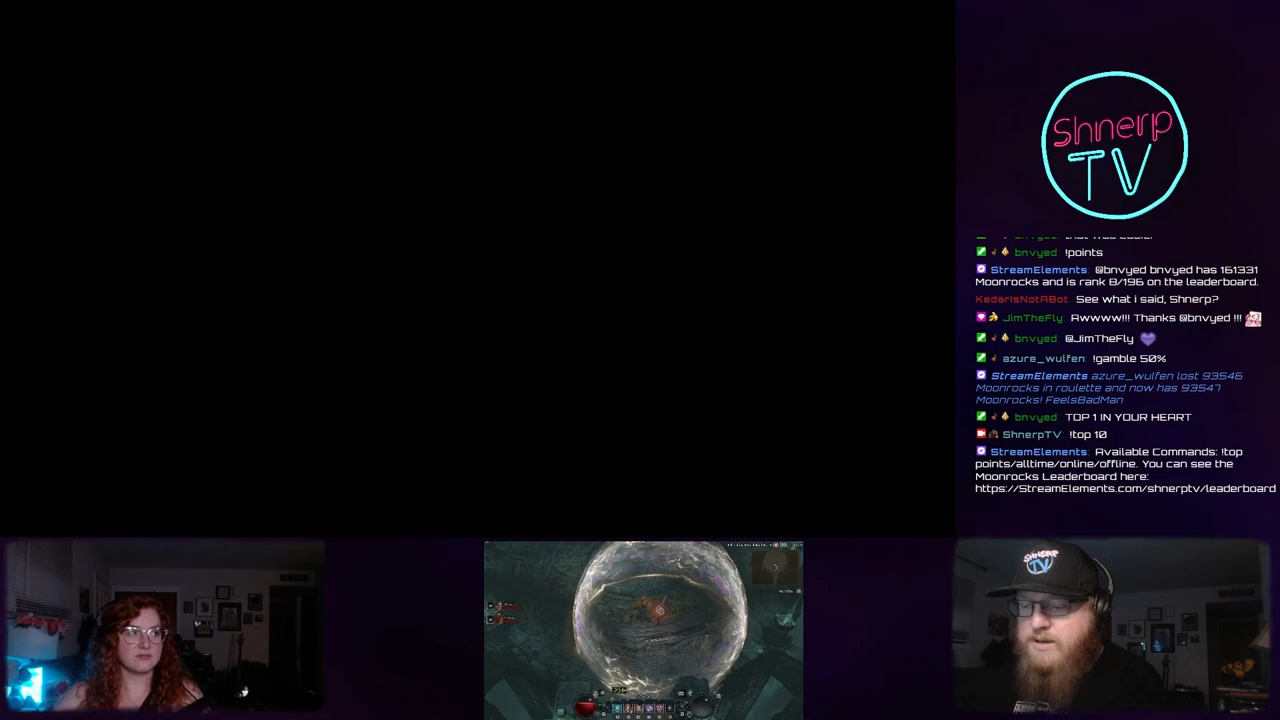 Shnerp
TV
bnvyed: !points
StreamElements: @bnvyed bnvyed has 161331
Moonrocks and is rank 8/196 on the leaderboard.
KedarIsNotABot: See what i said, Shnerp?
JimTheFly: Awwww!!! Thanks @bnvyed !!!
bnvyed: @JimTheFly
azure_wulfen: !gamble 50%
StreamElements azure_wulfen lost 93546
Moonrocks in roulette and now has 93547
Moonrocks! FeelsBadMan
bnvyed: TOP 1 IN YOUR HEART
ShnerpTV: !top 10
StreamElements: Available Commands: !top
points/alltime/online/offline. You can see the
Moonrocks Leaderboard here:
https://StreamElements.com/shnerptv/leaderboard
SHNERP
TV